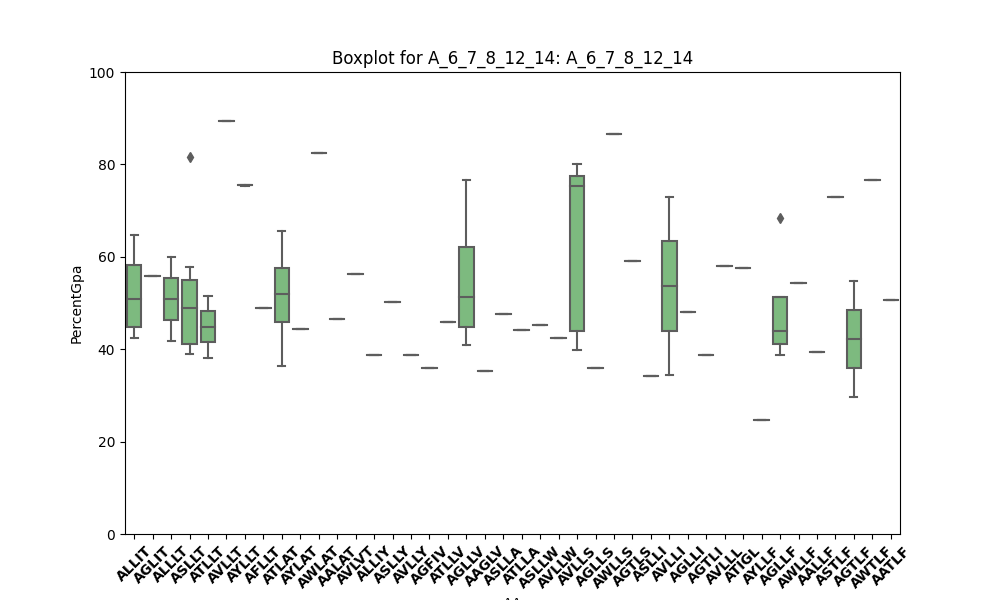 Boxplot for A_6_7_8_12_14: A_6_7_8_12_14
PercentGpa
100
80
60
40
20
0
ALLIT
AGLIT
ALLLT
ASLLT
ATLLT
AVLLT
AYLLT
AFLLT
ATLAT
AYLAT
AWLAT
AALAT
AVLVT
ALLIY
ASLLY
AVLLY
AGFIV
ATLLV
AGLLV
AAGLV
ASLLA
ATLLA
ASLLW
AVLLW
AVLLS
AGLLS
AWLLS
AGTLS
ASLLI
AVLLI
AGLLI
AGTLI
AVLLL
ATIGL
AYLLF
AGLLF
AWLLF
AALLF
ASTLF
AGTLF
AWTLF
AATLF